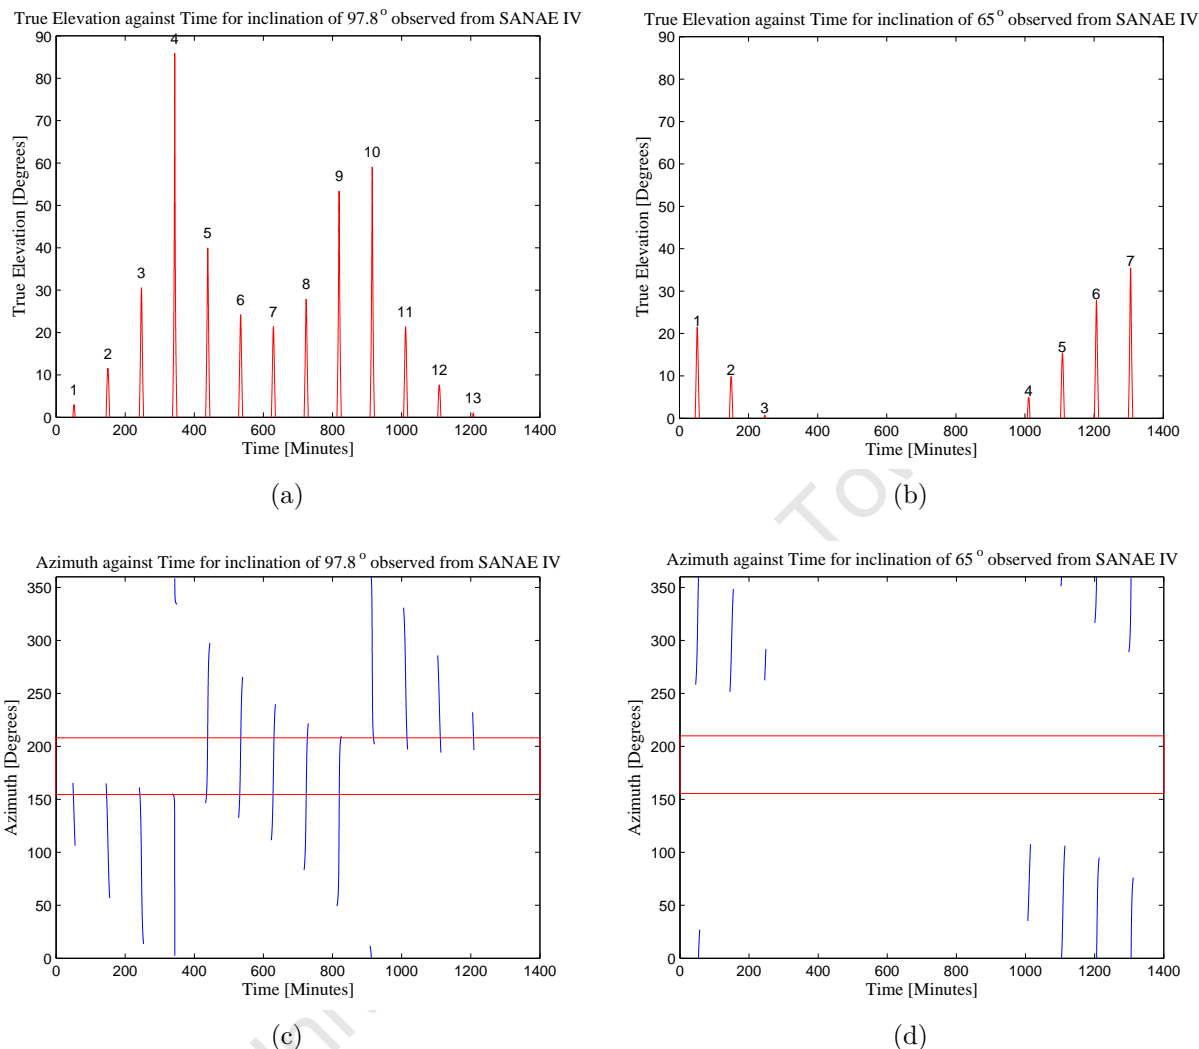 True Elevation against Time for inclination of 97.8° observed from SANAE IV
True Elevation [Degrees]
90
80
70
60
50
40
30
20
10
0
1
2
3
4
5
6
7
8
9
10
11
12
13
0 200 400 600 800 1000 1200 1400
Time [Minutes]
(a)
True Elevation against Time for inclination of 65° observed from SANAE IV
True Elevation [Degrees]
90
80
70
60
50
40
30
20
10
0
1
2
3
4
5
6
7
0 200 400 600 800 1000 1200 1400
Time [Minutes]
(b)
Azimuth against Time for inclination of 97.8° observed from SANAE IV
Azimuth [Degrees]
350
300
250
200
150
100
50
0
0 200 400 600 800 1000 1200 1400
Time [Minutes]
(c)
Azimuth against Time for inclination of 65° observed from SANAE IV
Azimuth [Degrees]
350
300
250
200
150
100
50
0
0 200 400 600 800 1000 1200 1400
Time [Minutes]
(d)